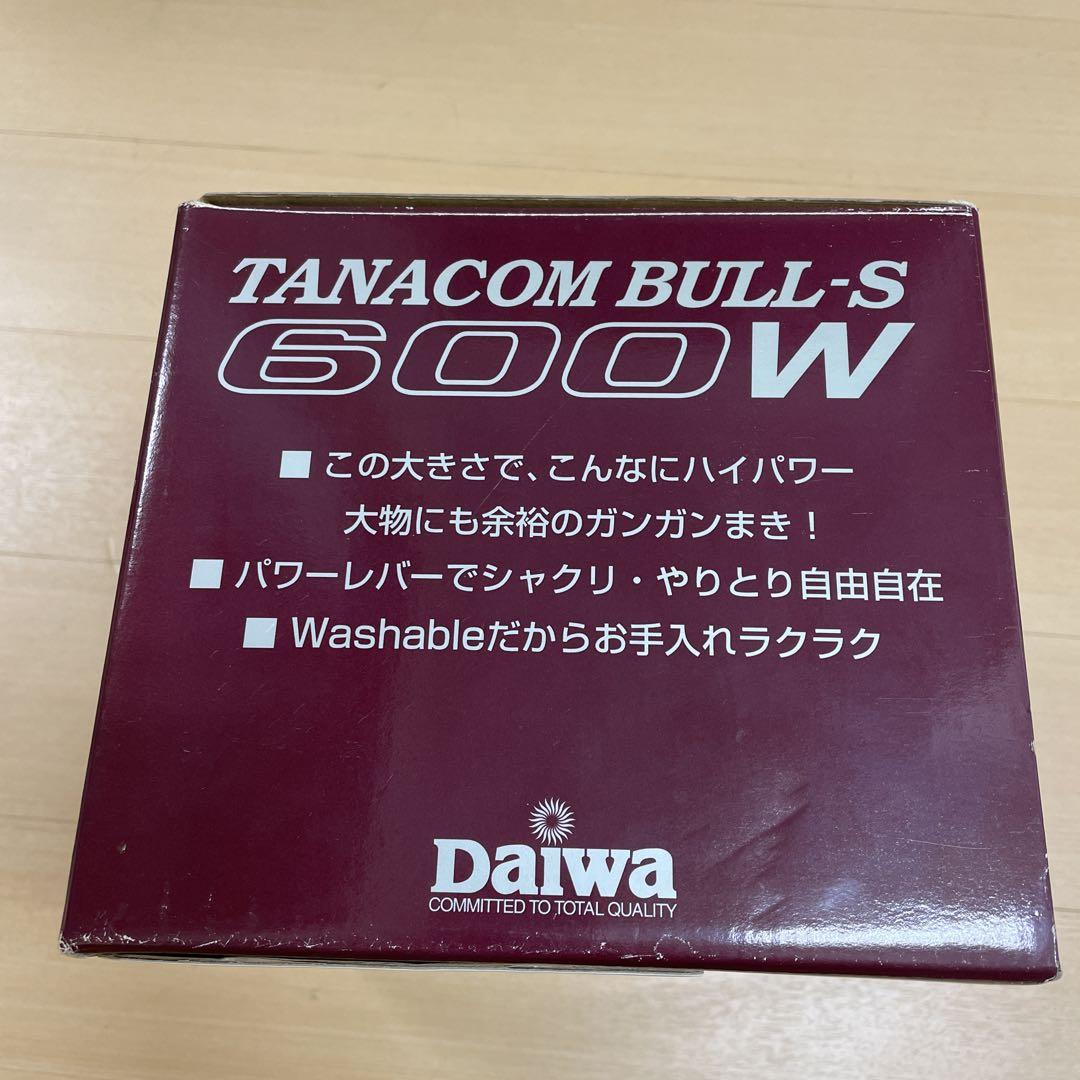 TANACOM BULL-S
600W
■ この大きさで、こんなにハイパワー
大物にも余裕のガンガンまき！
■ パワーレバーでシャクリ・やりとり自由自在
■ Washableだからお手入れラクラク
Daiwa
COMMITTED TO TOTAL QUALITY